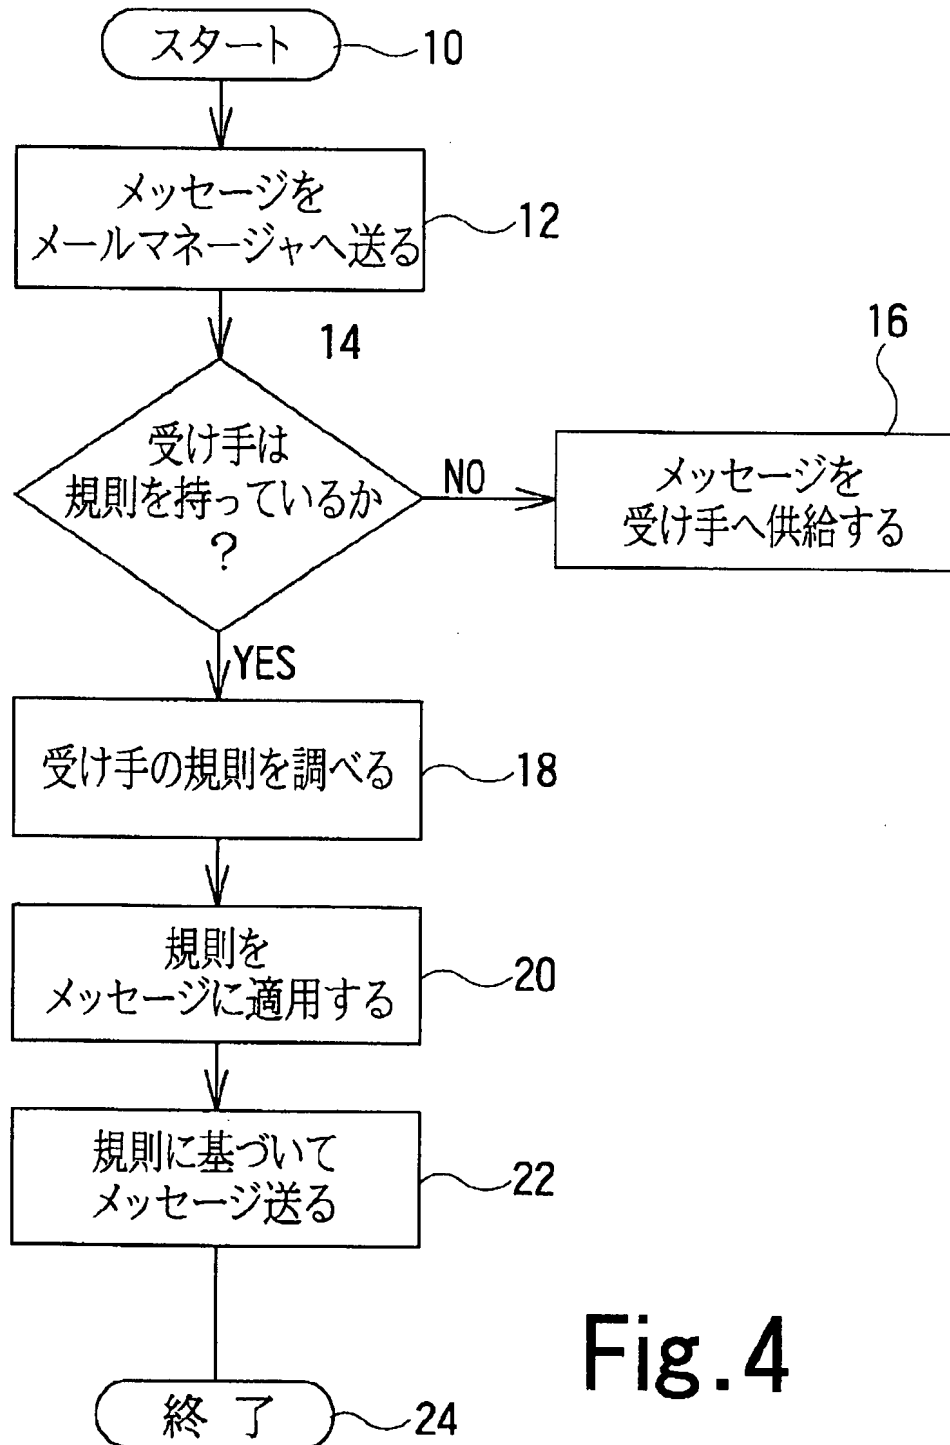 スタート
10
メッセージを
メールマネージャへ送る
12
14
受け手は
規則を持っているか
?
NO
16
メッセージを
受け手へ供給する
YES
受け手の規則を調べる
18
規則を
メッセージに適用する
20
規則に基づいて
メッセージ送る
22
終 了
24
Fig.4